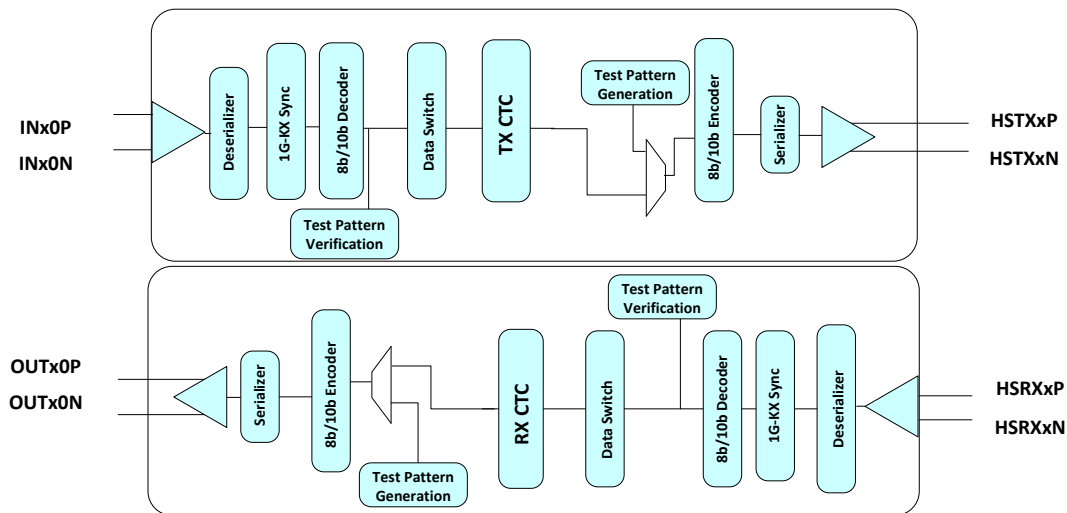 INx0P
INx0N
Deserializer
1G-KX Sync
8b/10b Decoder
Test Pattern
Verification
Data Switch
TX CTC
Test Pattern
Generation
8b/10b Encoder
Serializer
HSTXxP
HSTXxN
OUTx0P
OUTx0N
Serializer
8b/10b Encoder
Test Pattern
Generation
RX CTC
Data Switch
Test Pattern
Verification
8b/10b Decoder
1G-KX Sync
Deserializer
HSRXxP
HSRXxN